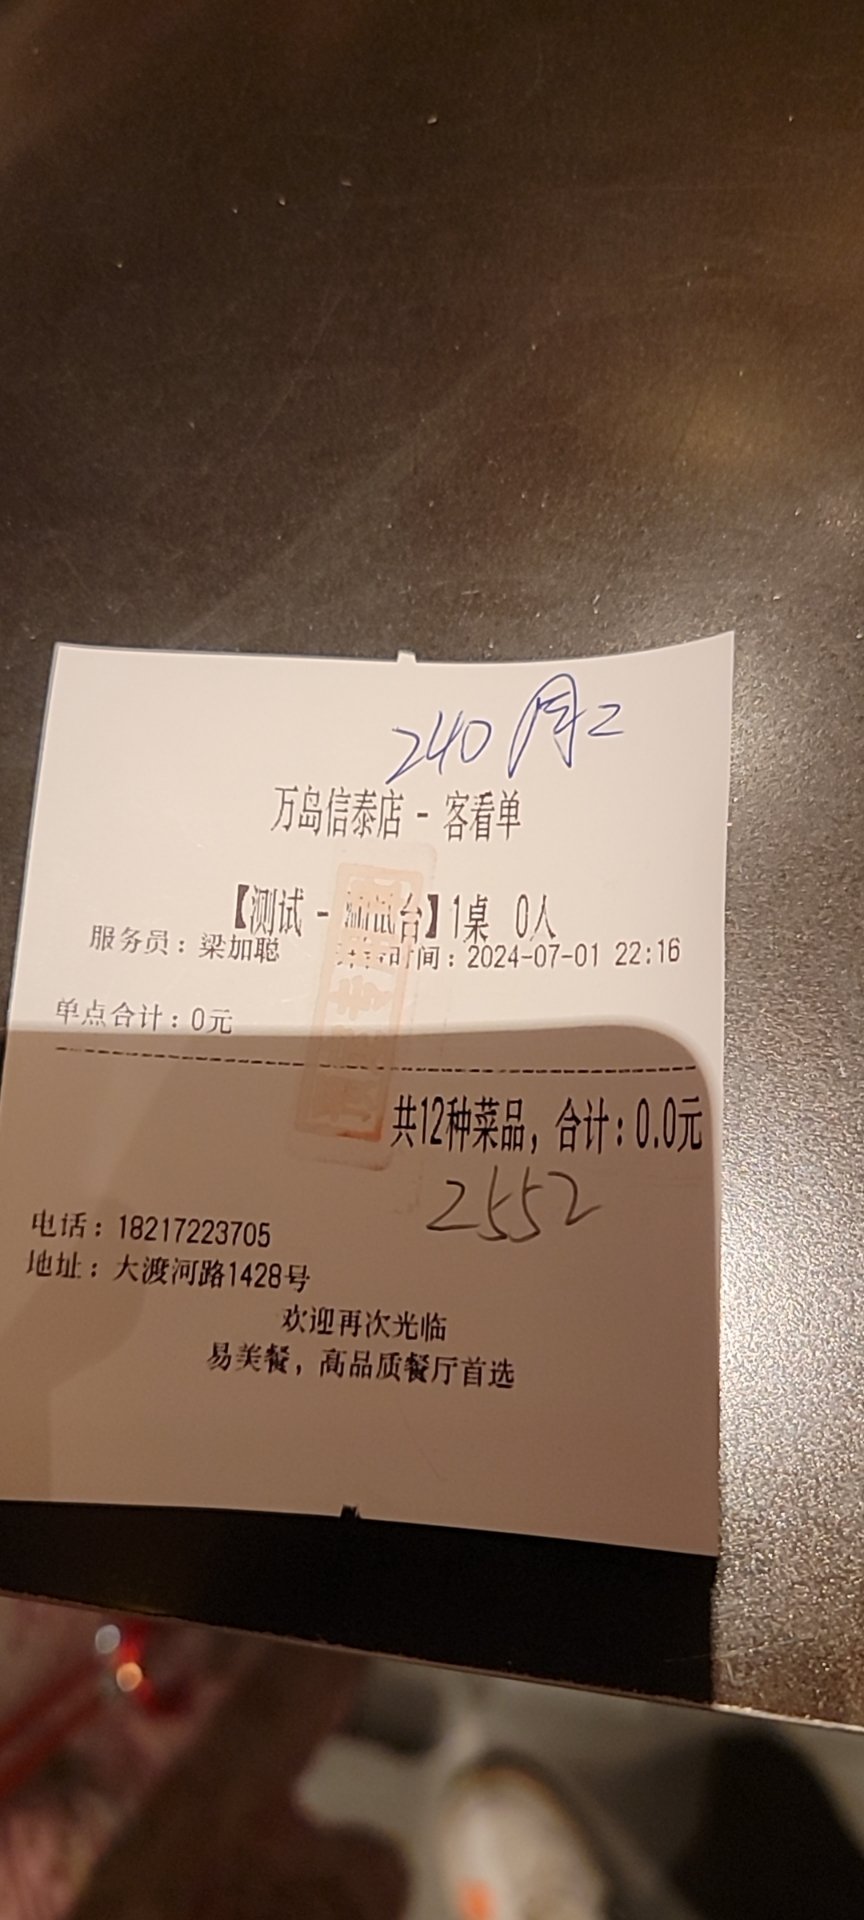 240 月2
万岛信泰店 - 客看单
【测试 - 测试台】1桌 0人
服务员：梁加聪 时间：2024-07-01 22:16
单点合计：0元
共12种菜品，合计：0.0元
2552
电话：18217223705
地址：大渡河路1428号
欢迎再次光临
易美餐，高品质餐厅首选